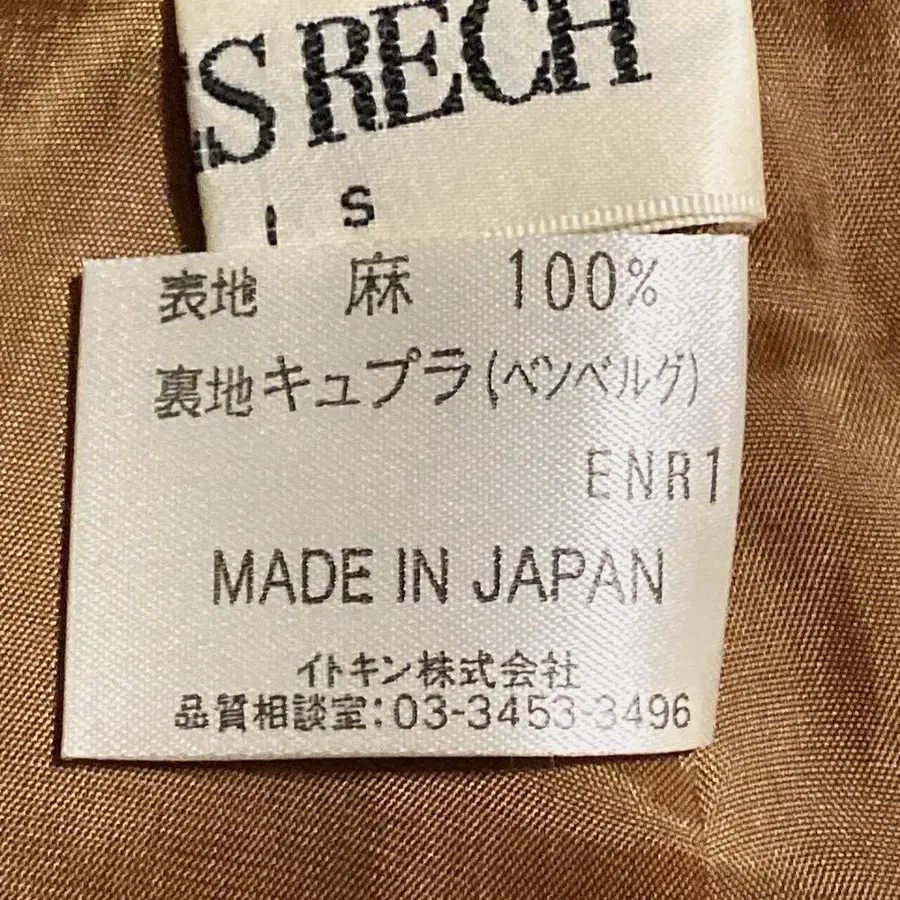 S RECH
I S
表地 麻 100%
裏地キュプラ(ベンベルグ)
ENR1
MADE IN JAPAN
イトキン株式会社
品質相談室:03-3453-3496